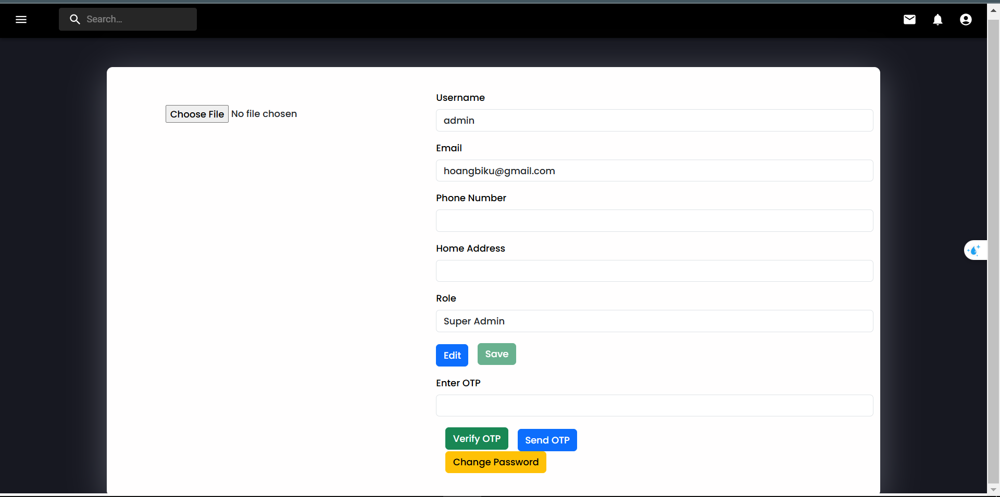 Search...
Choose File No file chosen
Username
admin
Email
hoangbiku@gmail.com
Phone Number
Home Address
Role
Super Admin
Edit Save
Enter OTP
Verify OTP Send OTP
Change Password